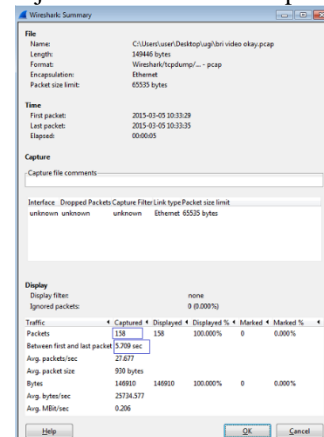 Wireshark: Summary
File
Name: C:\Users\user\Desktop\ugi\bri video okay.pcap
Length: 149446 bytes
Format: Wireshark/tcpdump/... - pcap
Encapsulation: Ethernet
Packet size limit: 65535 bytes
Time
First packet: 2015-03-05 10:33:29
Last packet: 2015-03-05 10:33:35
Elapsed: 00:00:05
Capture
Capture file comments
Interface Dropped Packets Capture Filter Link type Packet size limit
unknown unknown unknown Ethernet 65535 bytes
Display
Display filter: none
Ignored packets: 0 (0.000%)
Traffic Captured Displayed Displayed % Marked Marked %
Packets 158 158 100.000% 0 0.000%
Between first and last packet 5.709 sec
Avg. packets/sec 27.677
Avg. packet size 930 bytes
Bytes 146910 146910 100.000% 0 0.000%
Avg. bytes/sec 25734.577
Avg. MBit/sec 0.206
Help OK Cancel